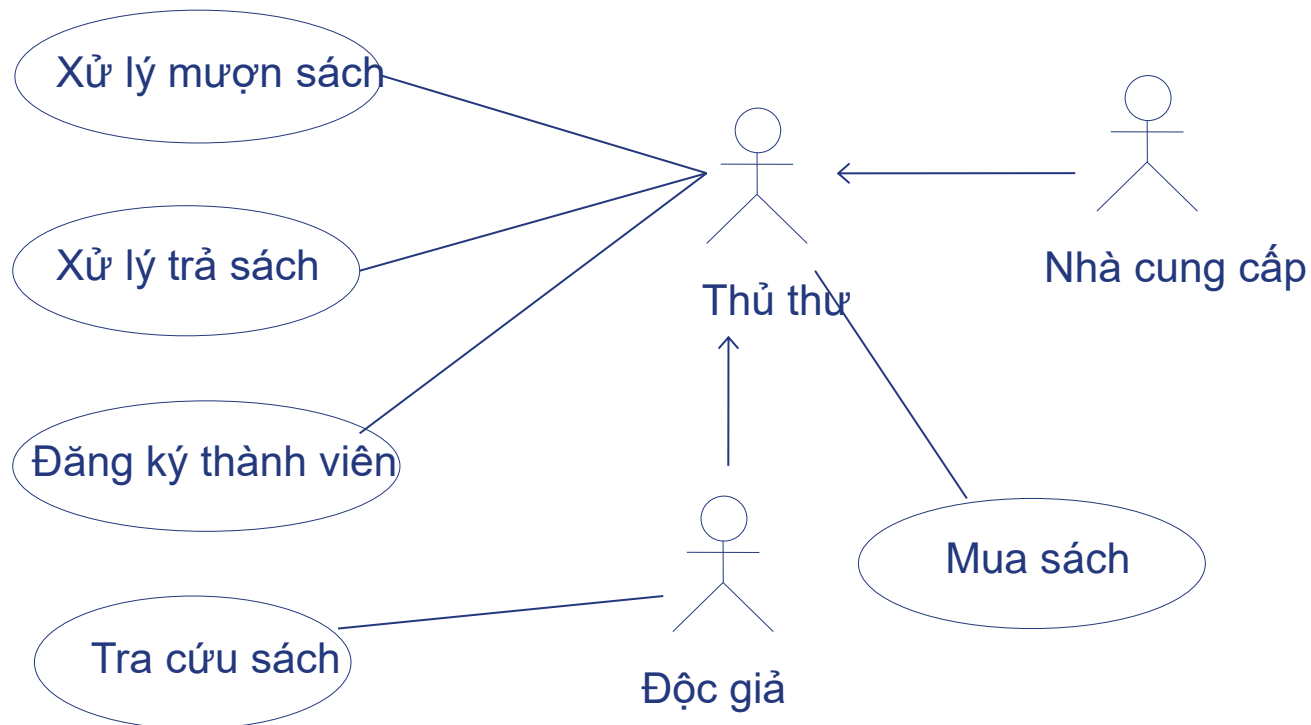 Xử lý mượn sách
Xử lý trả sách
Nhà cung cấp
Thủ thư
Đăng ký thành viên
Mua sách
Tra cứu sách
Độc giả